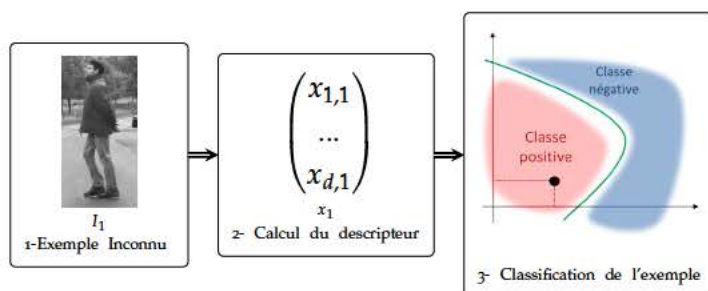 I₁
1-Exemple Inconnu
x₁,₁
...
x_d,₁
x₁
2- Calcul du descripteur
Classe
négative
Classe
positive
3- Classification de l'exemple